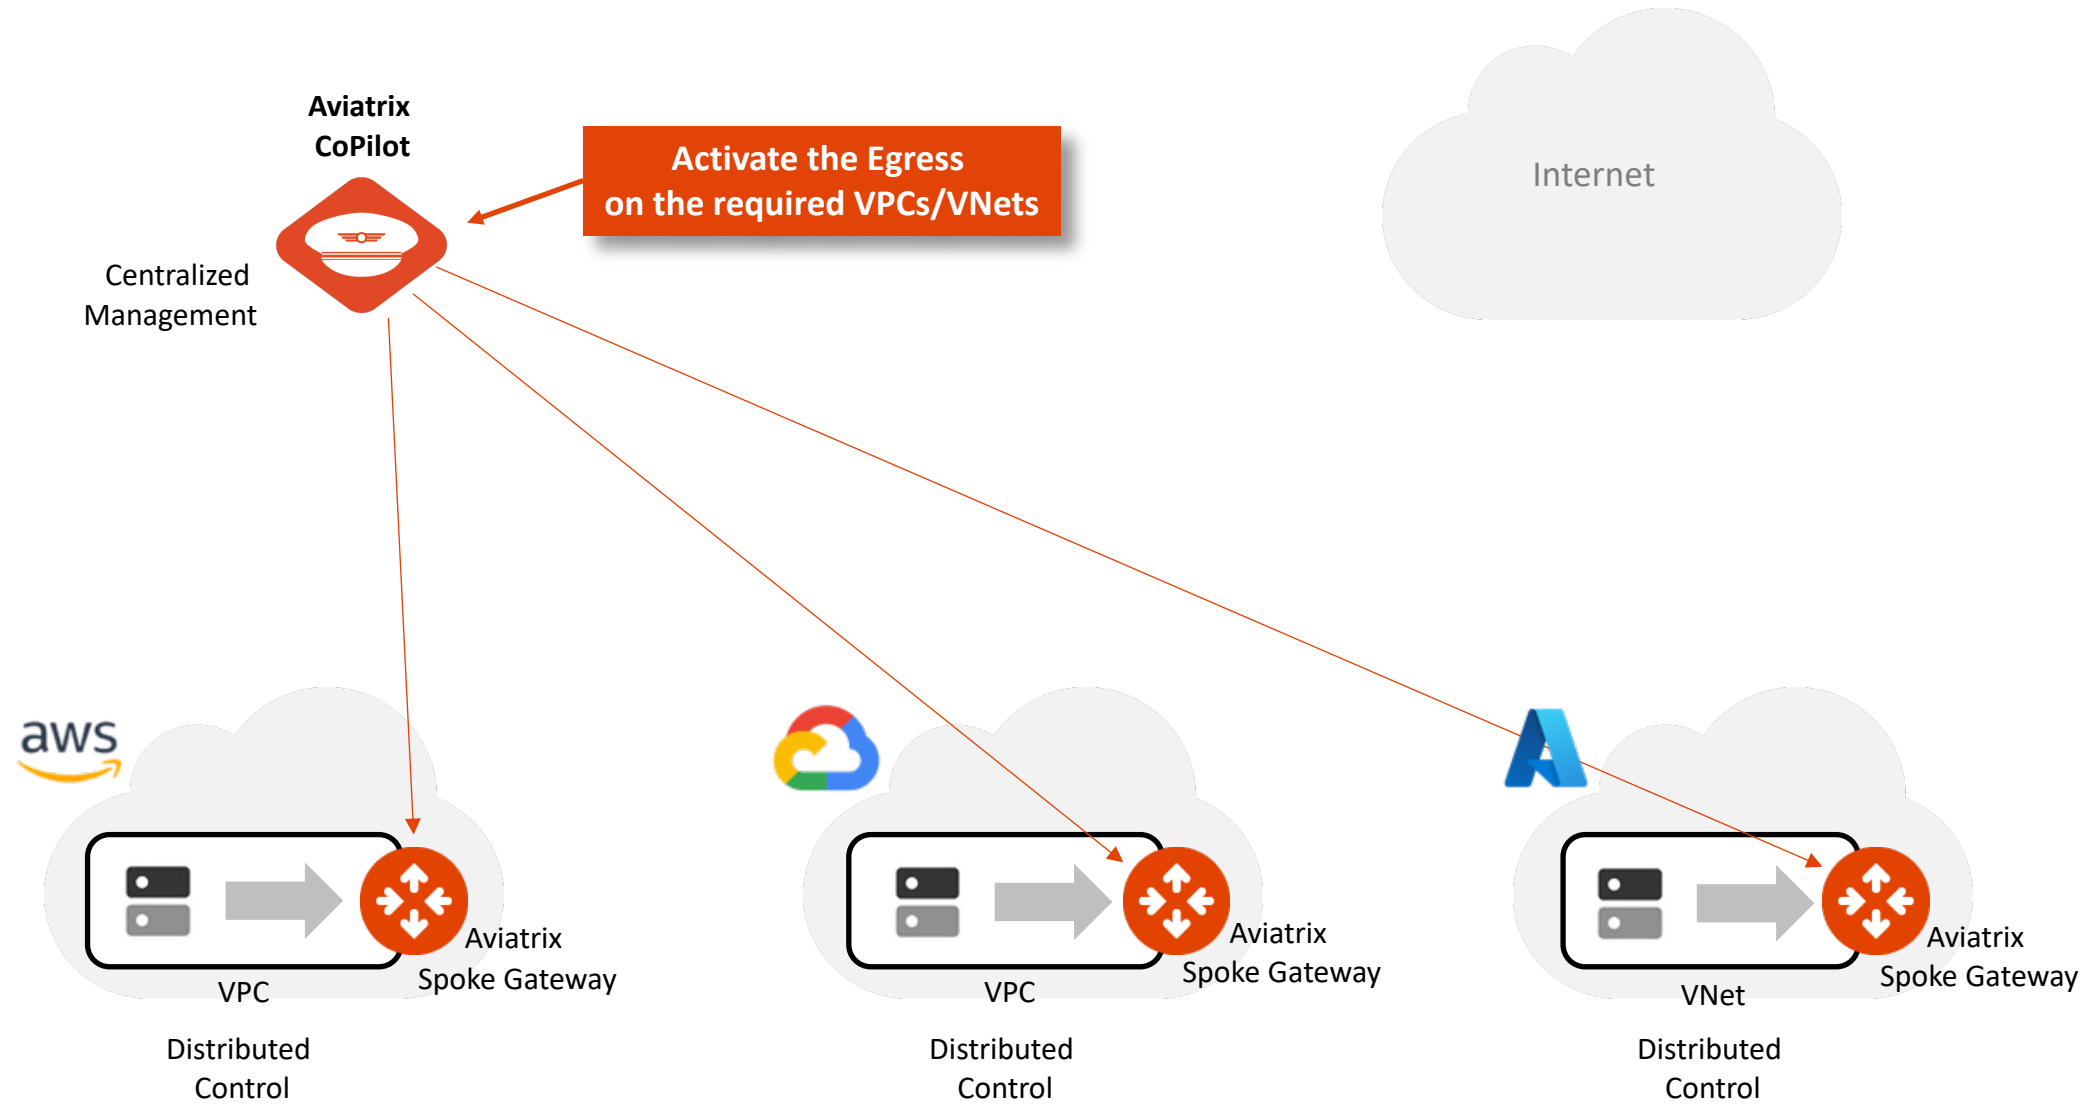 Aviatrix
CoPilot
Activate the Egress
on the required VPCs/VNets
Internet
Centralized
Management
aws
Aviatrix
Spoke Gateway
VPC
Distributed
Control
Aviatrix
Spoke Gateway
VPC
Distributed
Control
Aviatrix
Spoke Gateway
VNet
Distributed
Control